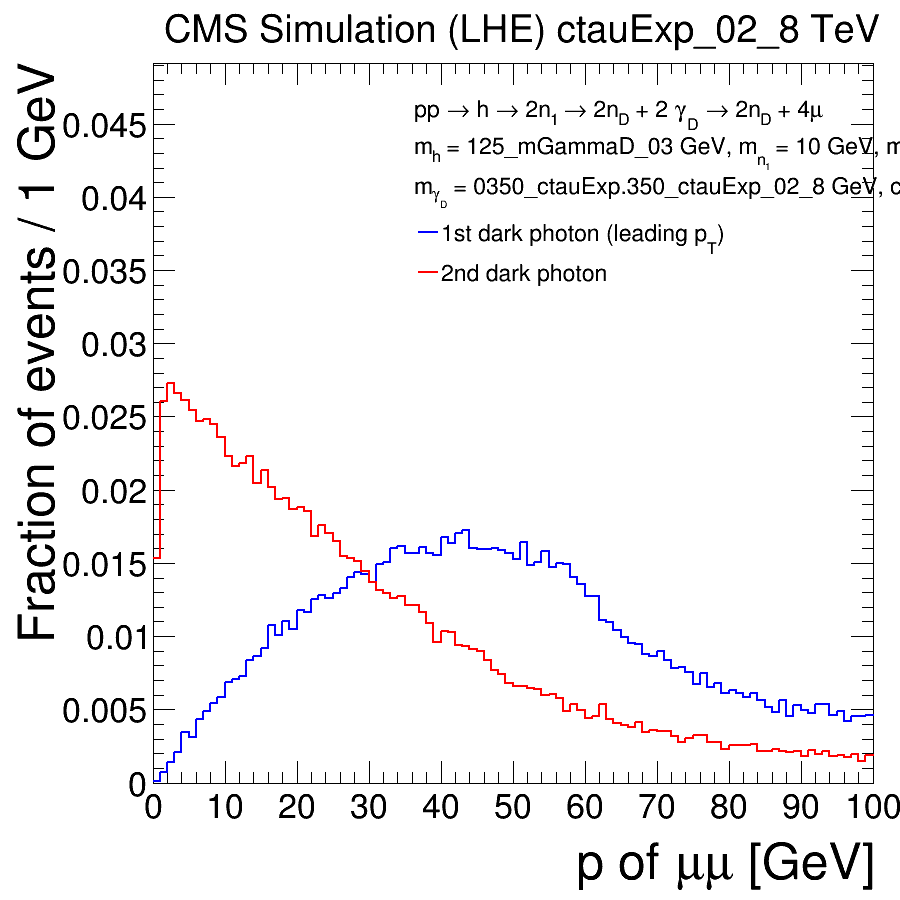 CMS Simulation (LHE) ctauExp_02_8 TeV
Fraction of events / 1 GeV
pp → h → 2n1 → 2nD + 2 γD → 2nD + 4μ
mh = 125_mGammaD_03 GeV, mn1 = 10 GeV, m
mγD = 0350_ctauExp.350_ctauExp_02_8 GeV, c
1st dark photon (leading pT)
2nd dark photon
0.045
0.04
0.035
0.03
0.025
0.02
0.015
0.01
0.005
0
0 10 20 30 40 50 60 70 80 90 100
p of μμ [GeV]